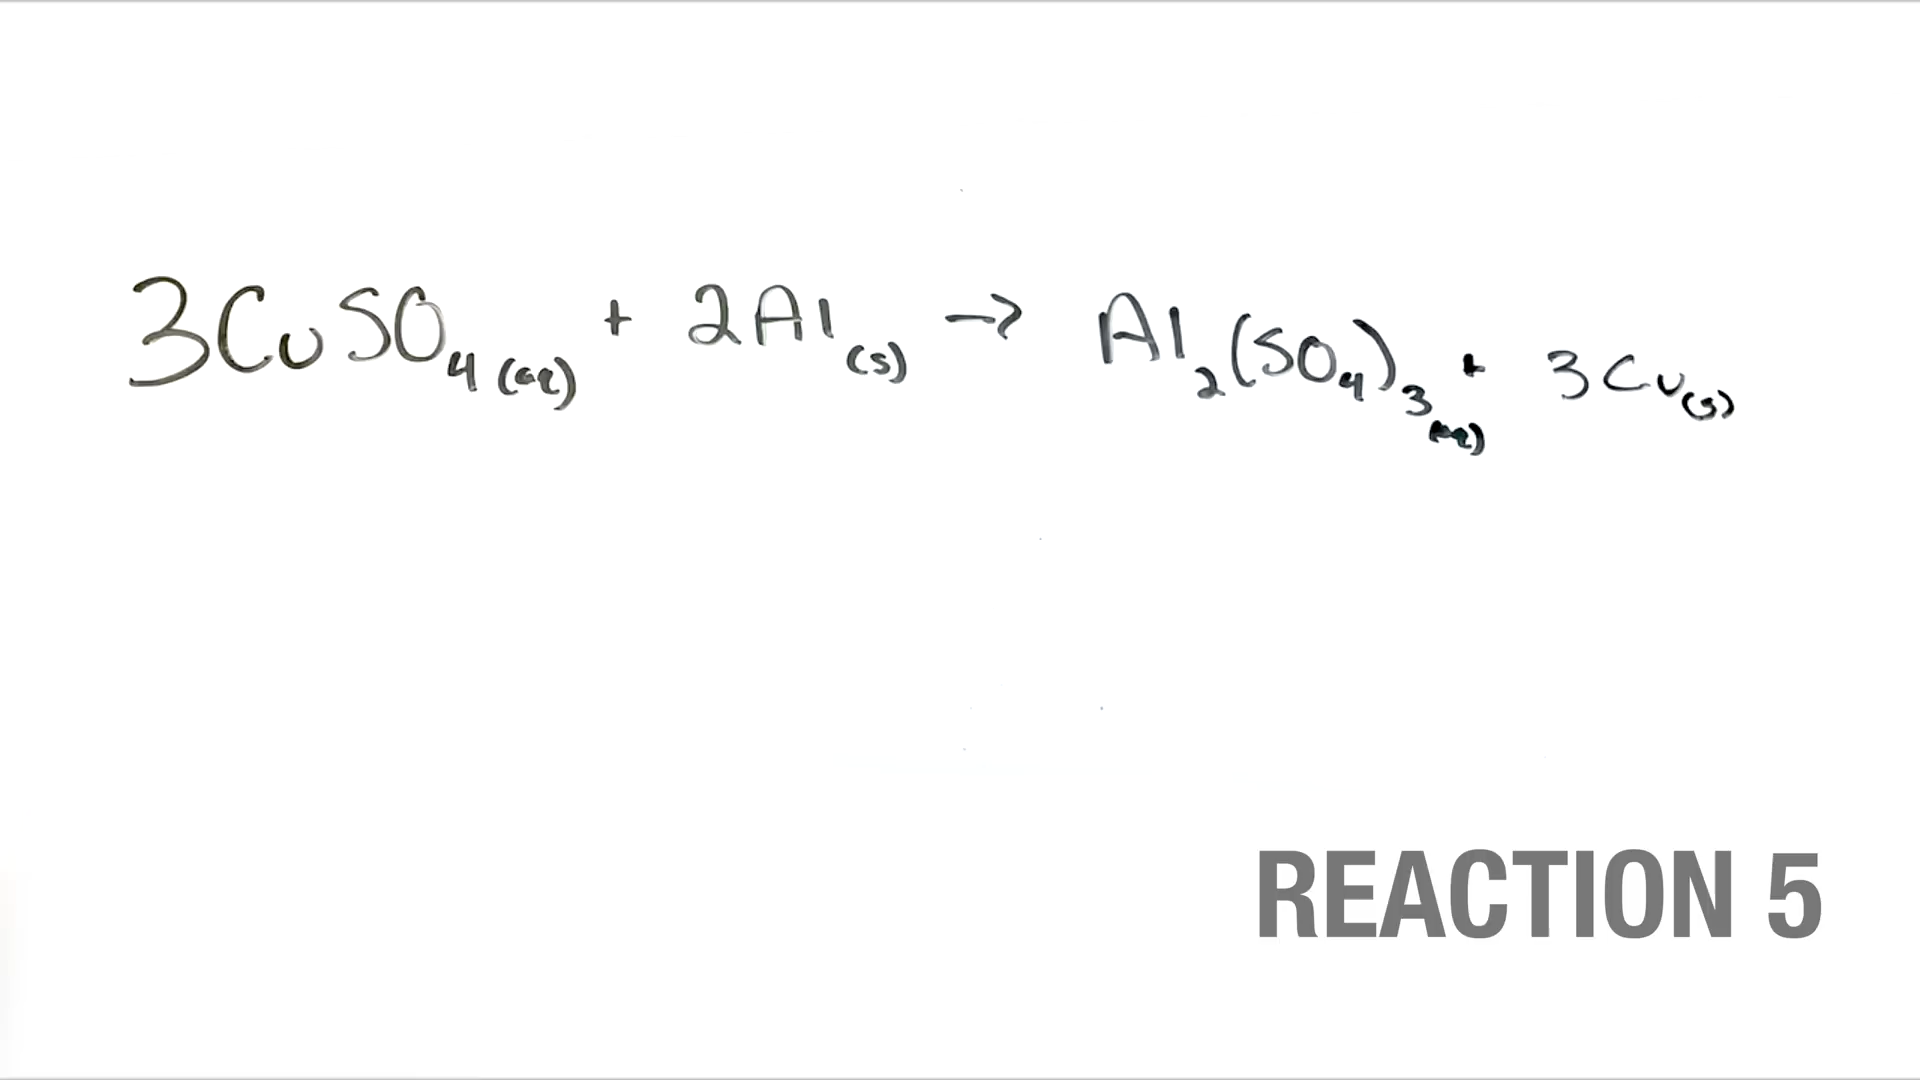 3CuSO₄(aq) + 2Al(s) → Al₂(SO₄)₃(aq) + 3Cu(s)
REACTION 5